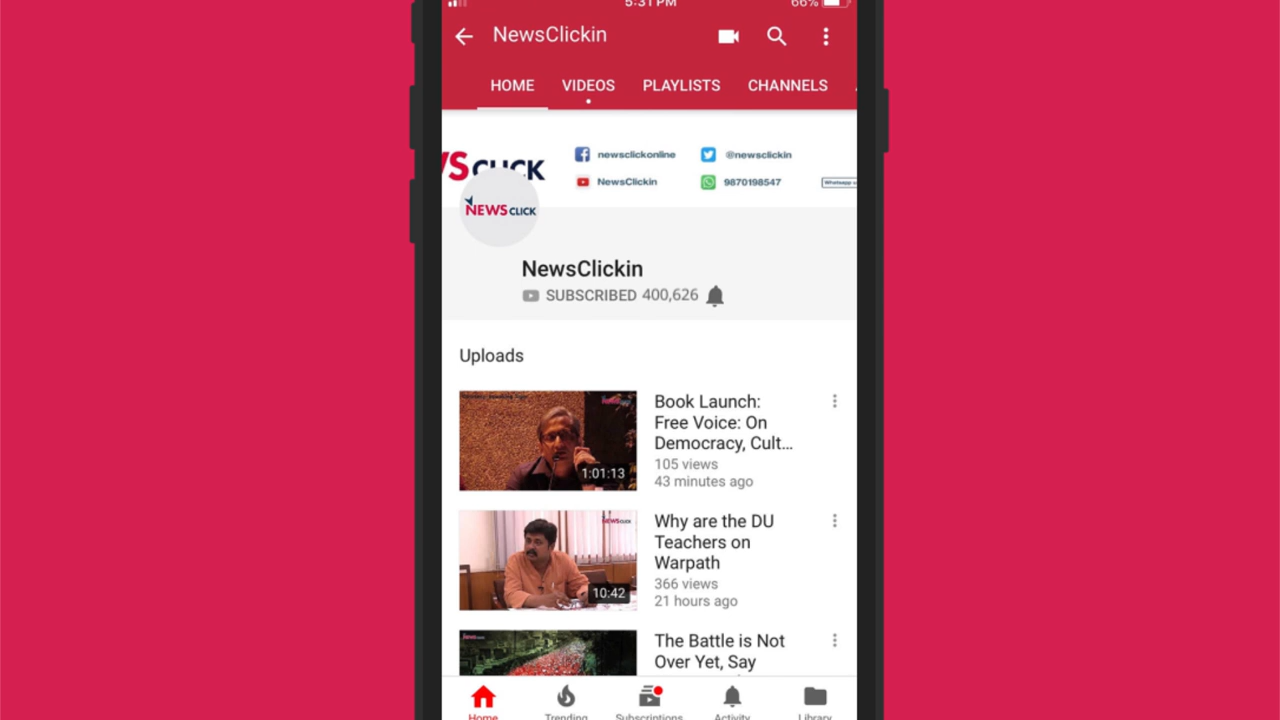 5:31 PM
66%
NewsClickin
HOME VIDEOS PLAYLISTS CHANNELS
WS CLICK
newsclickonline
@newsclickin
NewsClickin
9870198547
NEWS CLICK
NewsClickin
SUBSCRIBED 400,626
Uploads
1:01:13
Book Launch:
Free Voice: On
Democracy, Cult...
105 views
43 minutes ago
NEWSCLICK
10:42
Why are the DU
Teachers on
Warpath
366 views
21 hours ago
The Battle is Not
Over Yet, Say
Home Trending Subscriptions Activity Library